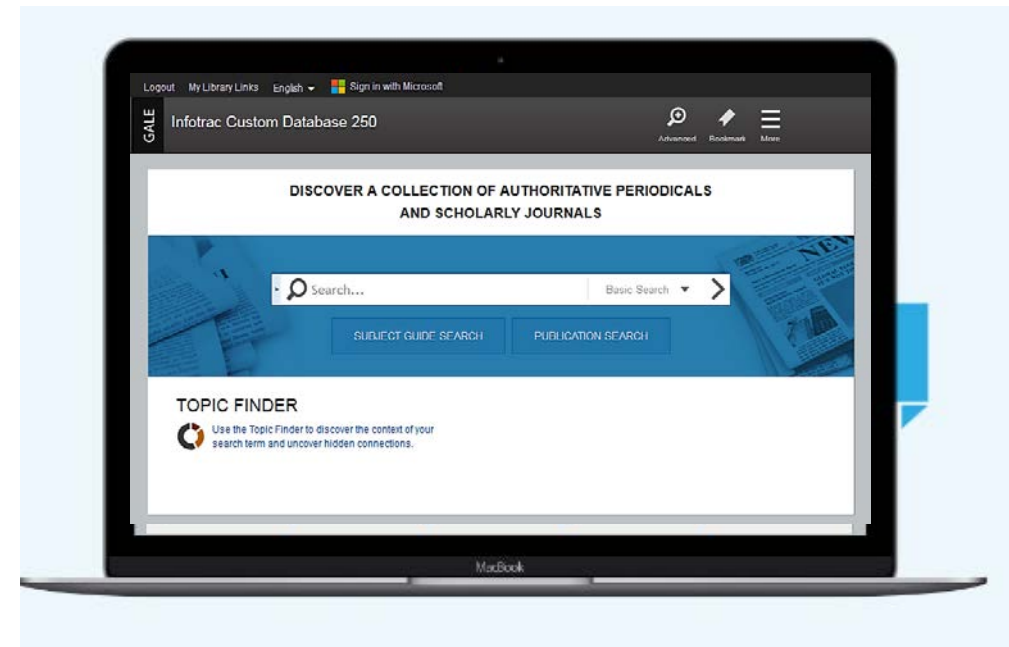 Logout My Library Links English Sign in with Microsoft
GALE
Infotrac Custom Database 250
Advanced Bookmark More
DISCOVER A COLLECTION OF AUTHORITATIVE PERIODICALS
AND SCHOLARLY JOURNALS
NEW
Search... Basic Search
SUBJECT GUIDE SEARCH PUBLICATION SEARCH
TOPIC FINDER
Use the Topic Finder to discover the context of your
search term and uncover hidden connections.
MacBook